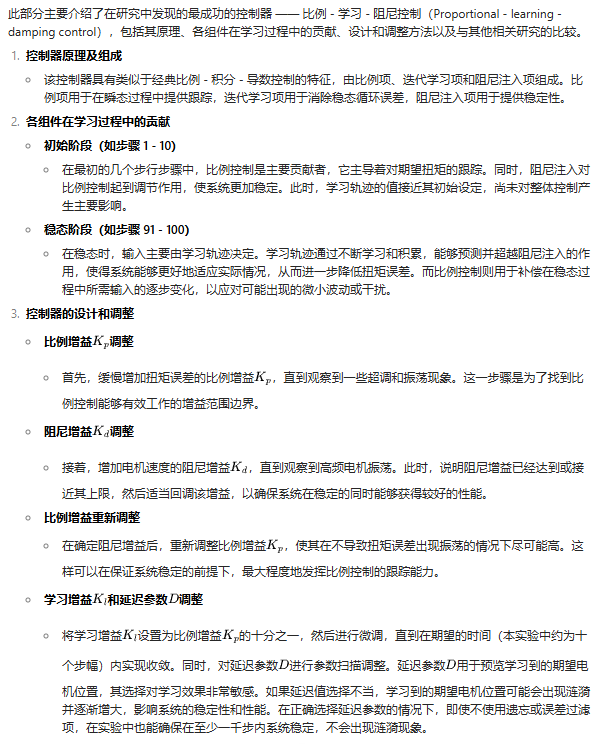 此部分主要介绍了在研究中发现的最成功的控制器 —— 比例 - 学习 - 阻尼控制（Proportional - learning -
damping control），包括其原理、各组件在学习过程中的贡献、设计和调整方法以及与其他相关研究的比较。
1. 控制器原理及组成
○ 该控制器具有类似于经典比例 - 积分 - 导数控制的特征，由比例项、迭代学习项和阻尼注入项组成。比
例项用于在瞬态过程中提供跟踪，迭代学习项用于消除稳态循环误差，阻尼注入项用于提供稳定性。
2. 各组件在学习过程中的贡献
○ 初始阶段（如步骤 1 - 10）
○ 在最初的几个步行步骤中，比例控制是主要贡献者，它主导着对期望扭矩的跟踪。同时，阻尼注入对
比例控制起到调节作用，使系统更加稳定。此时，学习轨迹的值接近其初始设定，尚未对整体控制产
生主要影响。
○ 稳态阶段（如步骤 91 - 100）
○ 在稳态时，输入主要由学习轨迹决定。学习轨迹通过不断学习和积累，能够预测并超越阻尼注入的作
用，使得系统能够更好地适应实际情况，从而进一步降低扭矩误差。而比例控制则用于补偿在稳态过
程中所需输入的逐步变化，以应对可能出现的微小波动或干扰。
3. 控制器的设计和调整
○ 比例增益Kp调整
○ 首先，缓慢增加扭矩误差的比例增益Kp，直到观察到一些超调和振荡现象。这一步骤是为了找到比
例控制能够有效工作的增益范围边界。
○ 阻尼增益Kd调整
○ 接着，增加电机速度的阻尼增益Kd，直到观察到高频电机振荡。此时，说明阻尼增益已经达到或接
近其上限，然后适当回调该增益，以确保系统在稳定的同时能够获得较好的性能。
○ 比例增益重新调整
○ 在确定阻尼增益后，重新调整比例增益Kp，使其在不导致扭矩误差出现振荡的情况下尽可能高。这
样可以在保证系统稳定的前提下，最大程度地发挥比例控制的跟踪能力。
○ 学习增益Kl和延迟参数D调整
○ 将学习增益Kl设置为比例增益Kp的十分之一，然后进行微调，直到在期望的时间（本实验中约为十
个步幅）内实现收敛。同时，对延迟参数D进行参数扫描调整。延迟参数D用于预览学习到的期望电
机位置，其选择对学习效果非常敏感。如果延迟值选择不当，学习到的期望电机位置可能会出现涟漪
并逐渐增大，影响系统的稳定性和性能。在正确选择延迟参数的情况下，即使不使用遗忘或误差过滤
项，在实验中也能确保在至少一千步内系统稳定，不会出现涟漪现象。